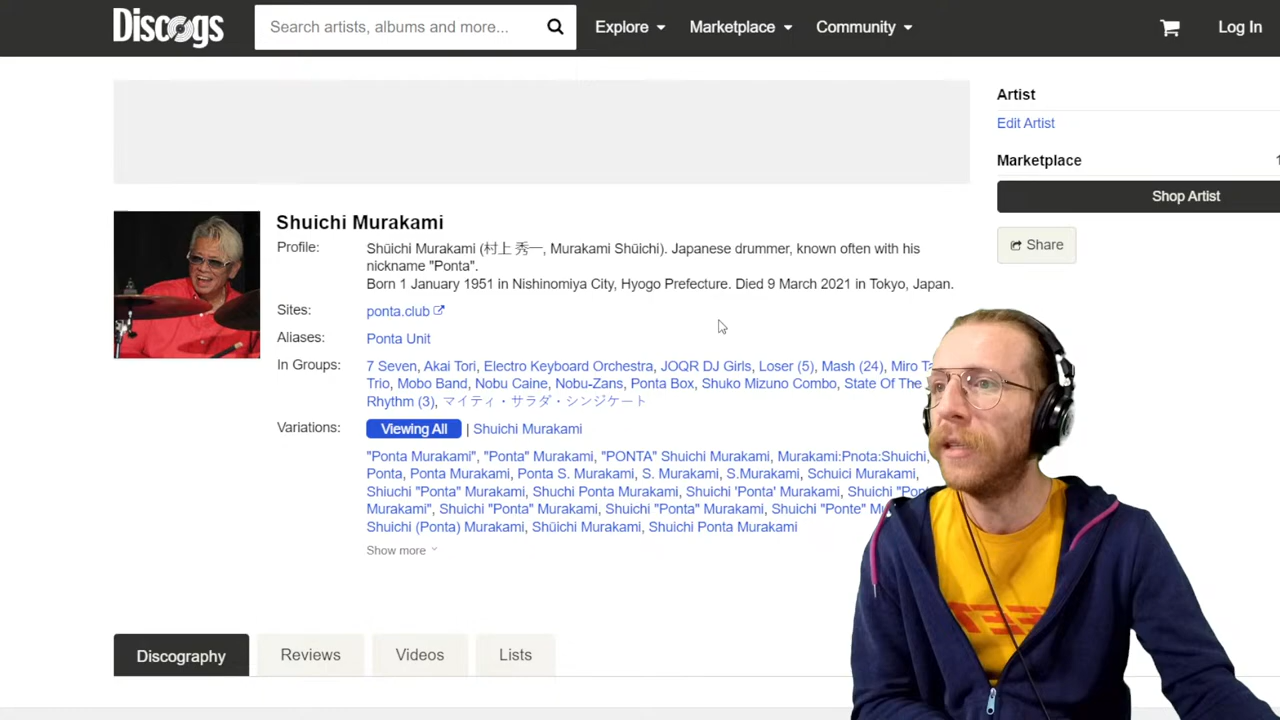 Discogs
Search artists, albums and more...
Explore
Marketplace
Community
Log In
Artist
Edit Artist
Marketplace
Shop Artist
Share
Shuichi Murakami
Profile:
Shūichi Murakami (村上 秀一, Murakami Shūichi). Japanese drummer, known often with his
nickname "Ponta".
Born 1 January 1951 in Nishinomiya City, Hyogo Prefecture. Died 9 March 2021 in Tokyo, Japan.
Sites:
ponta.club
Aliases:
Ponta Unit
In Groups:
7 Seven, Akai Tori, Electro Keyboard Orchestra, JOQR DJ Girls, Loser (5), Mash (24), Miro
Trio, Mobo Band, Nobu Caine, Nobu-Zans, Ponta Box, Shuko Mizuno Combo, State Of The
Rhythm (3), マイティ・サラダ・シンジケート
Variations:
Viewing All | Shuichi Murakami
"Ponta Murakami", "Ponta" Murakami, "PONTA" Shuichi Murakami, Murakami:Pnota:Shuichi,
Ponta, Ponta Murakami, Ponta S. Murakami, S. Murakami, S.Murakami, Schuici Murakami,
Shiuchi "Ponta" Murakami, Shuchi Ponta Murakami, Shuichi 'Ponta' Murakami, Shuichi
Murakami", Shuichi "Ponta" Murakami, Shuichi "Ponta" Murakami, Shuichi "Ponte"
Shuichi (Ponta) Murakami, Shūichi Murakami, Shuichi Ponta Murakami
Show more
Discography
Reviews
Videos
Lists